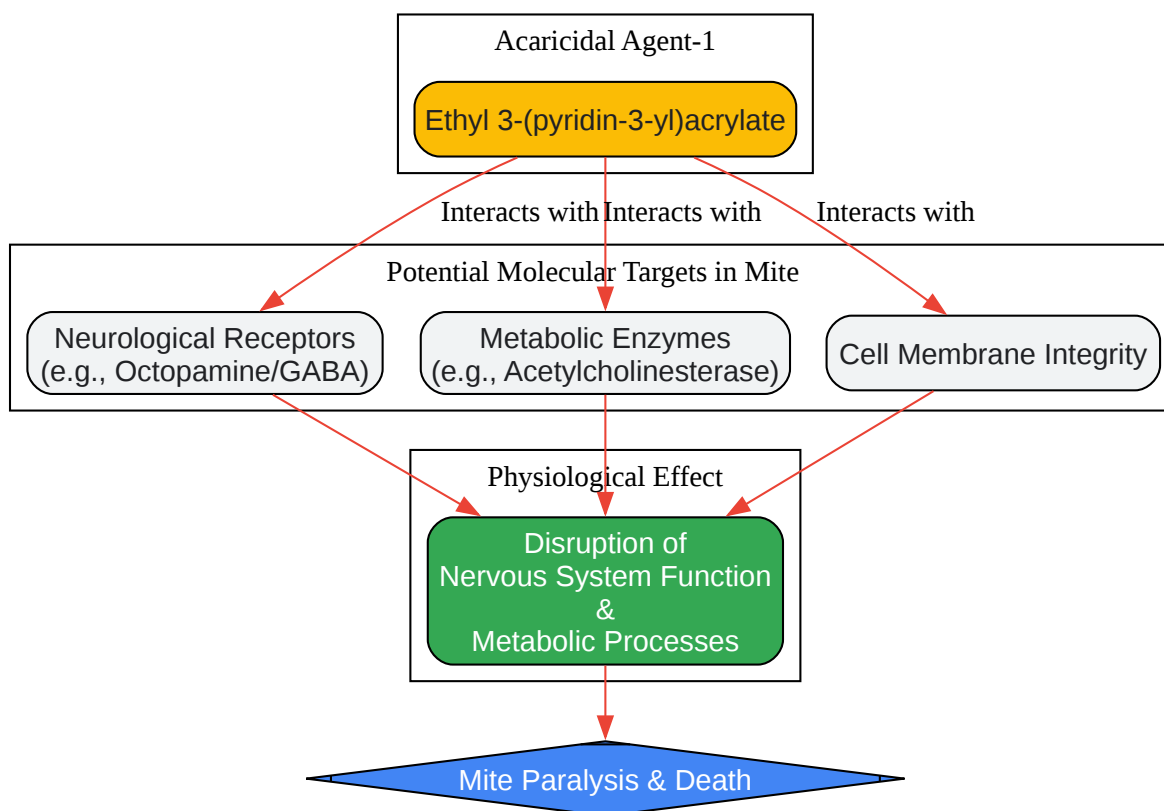 Acaricidal Agent-1
Ethyl 3-(pyridin-3-yl)acrylate
Interacts with
Interacts with
Interacts with
Potential Molecular Targets in Mite
Neurological Receptors
(e.g., Octopamine/GABA)
Metabolic Enzymes
(e.g., Acetylcholinesterase)
Cell Membrane Integrity
Physiological Effect
Disruption of
Nervous System Function
&
Metabolic Processes
Mite Paralysis & Death